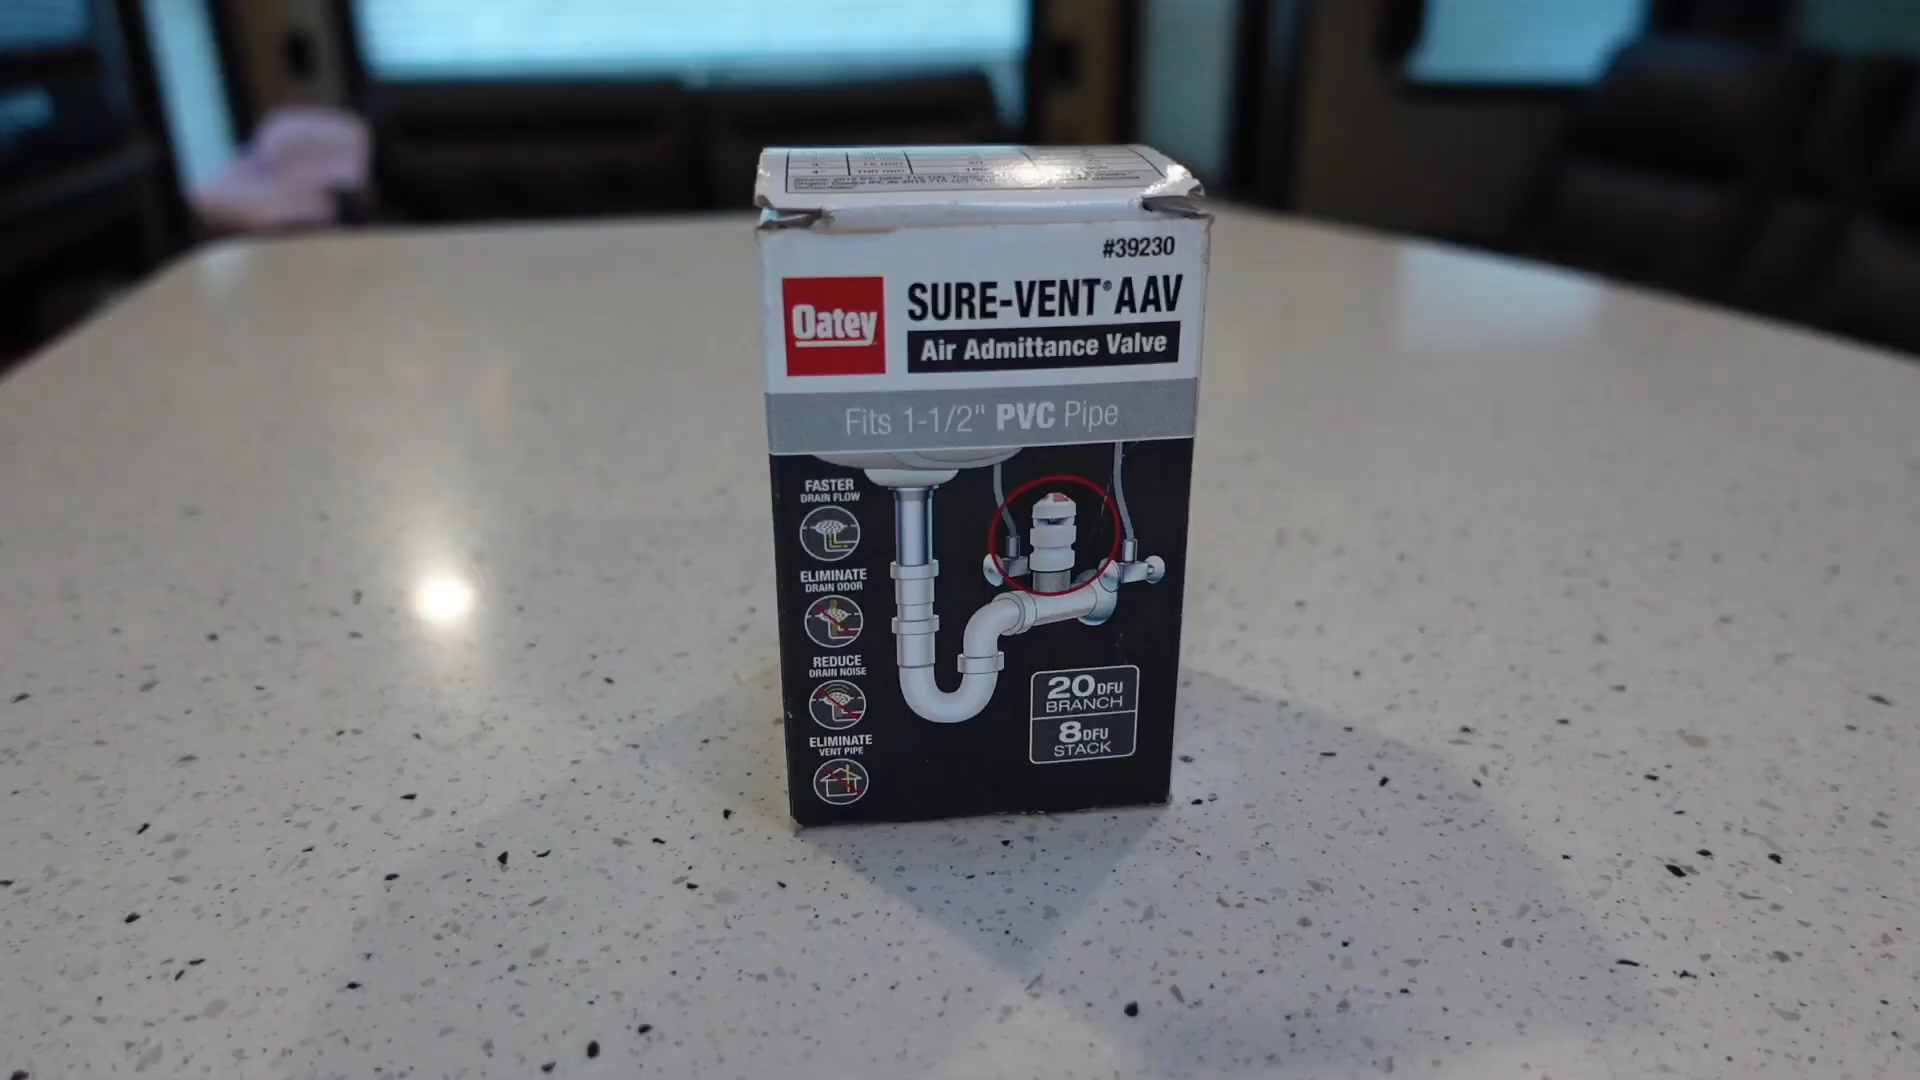 #39230
Oatey
SURE-VENT® AAV
Air Admittance Valve
Fits 1-1/2" PVC Pipe
FASTER
DRAIN FLOW
ELIMINATE
DRAIN ODOR
REDUCE
DRAIN NOISE
ELIMINATE
VENT PIPE
20 DFU
BRANCH
8 DFU
STACK